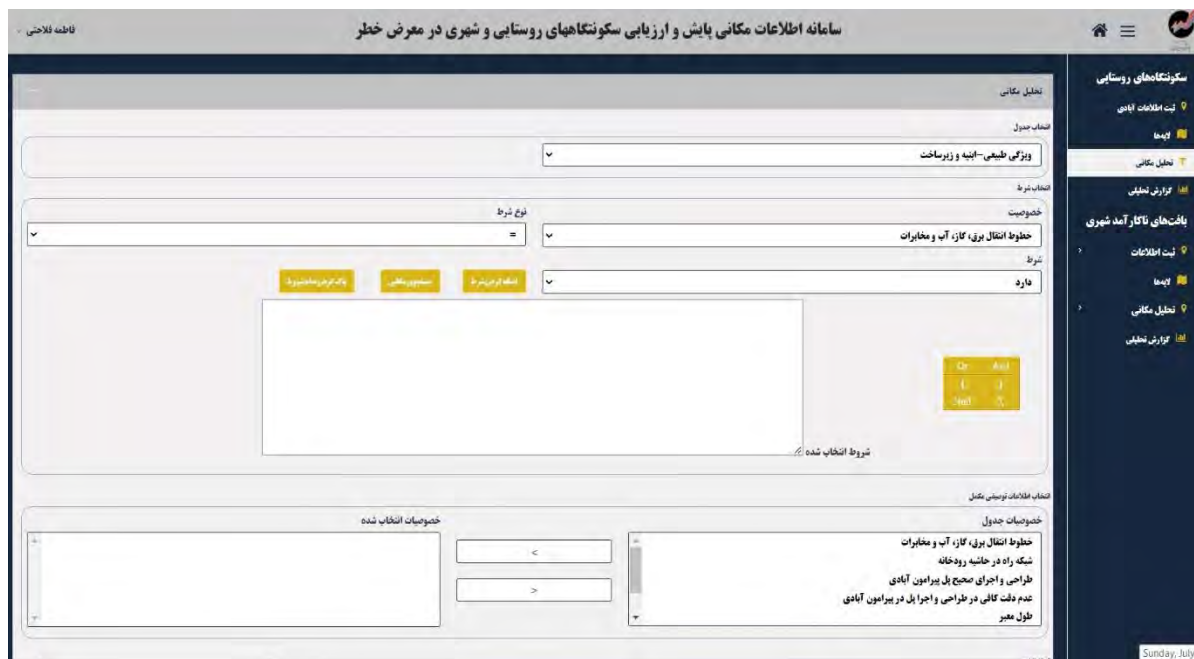 سامانه اطلاعات مکانی پایش و ارزیابی سکونتگاههای روستایی و شهری در معرض خطر
فاطمه فلاحتی
سکونتگاه‌های روستایی
ثبت اطلاعات آبادی
لایه‌ها
تحلیل مکانی
گزارش تحلیلی
بافت‌های ناکارآمد شهری
ثبت اطلاعات
لایه‌ها
تحلیل مکانی
گزارش تحلیلی
تحلیل مکانی
انتخاب جدول
ویژگی طبیعی-ابنیه و زیرساخت
انتخاب شرط
خصوصیت
نوع شرط
خطوط انتقال برق، گاز، آب و مخابرات
=
شرط
دارد
اضافه کردن شرط
Or And
شروط انتخاب شده
انتخاب اطلاعات توصیفی مکمل
خصوصیات جدول
خصوصیات انتخاب شده
خطوط انتقال برق، گاز، آب و مخابرات
شبکه راه در حاشیه رودخانه
طراحی و اجرای صحیح پل پیرامون آبادی
عدم دقت کافی در طراحی و اجرا پل در پیرامون آبادی
طول معبر
<
>
Sunday, July